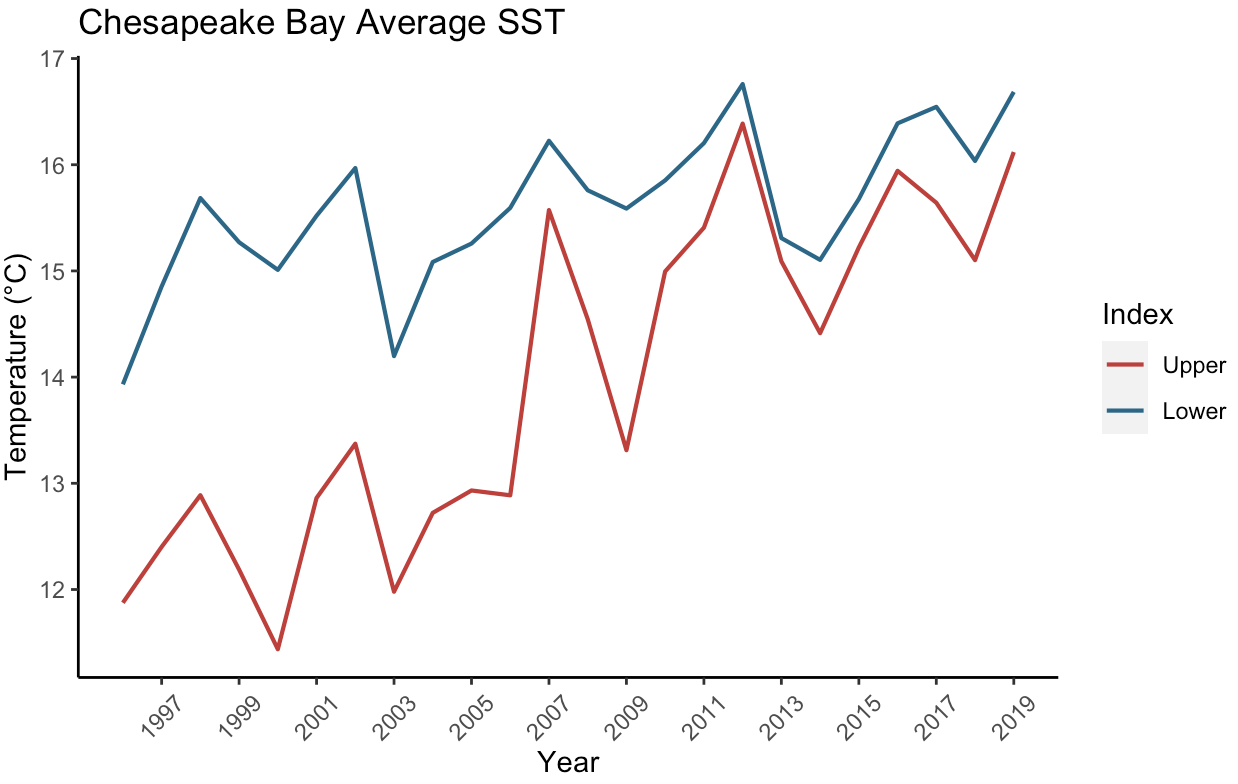 Chesapeake Bay Average SST
17
16
15
14
13
12
Temperature (°C)
1997 1999 2001 2003 2005 2007 2009 2011 2013 2015 2017 2019
Year
Index
Upper
Lower